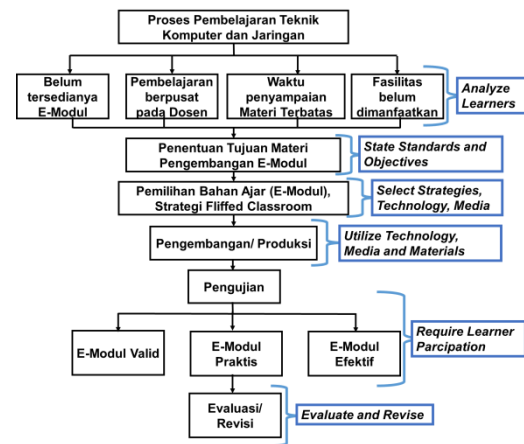 Proses Pembelajaran Teknik
Komputer dan Jaringan
Belum
tersedianya
E-Modul
Pembelajaran
berpusat
pada Dosen
Waktu
penyampaian
Materi Terbatas
Fasilitas
belum
dimanfaatkan
Analyze
Learners
Penentuan Tujuan Materi
Pengembangan E-Modul
State Standards and
Objectives
Pemilihan Bahan Ajar (E-Modul),
Strategi Fliffed Classroom
Select Strategies,
Technology, Media
Pengembangan/ Produksi
Utilize Technology,
Media and Materials
Pengujian
E-Modul Valid
E-Modul
Praktis
E-Modul
Efektif
Require Learner
Parcipation
Evaluasi/
Revisi
Evaluate and Revise